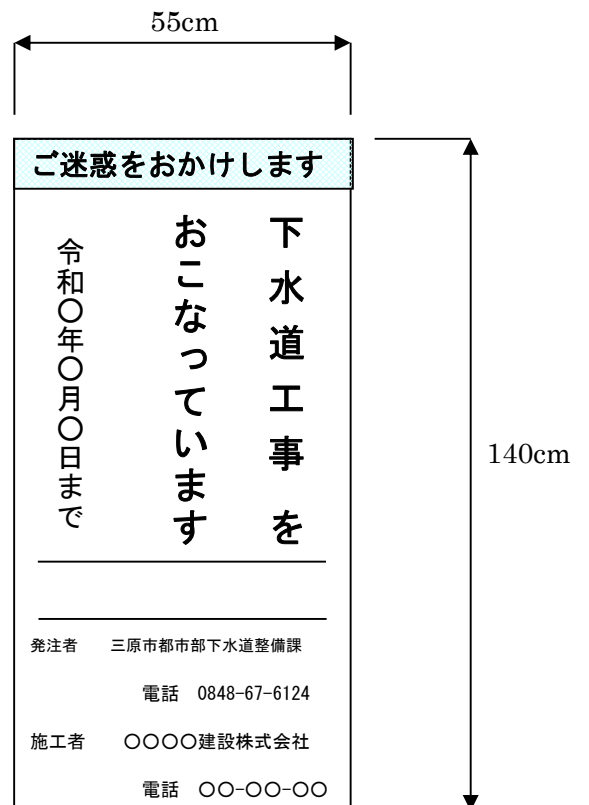 55cm
ご迷惑をおかけします
下水道工事を
おこなっています
令和〇年〇月〇日まで
140cm
発注者 三原市都市部下水道整備課
電話 0848-67-6124
施工者 〇〇〇〇建設株式会社
電話 〇〇-〇〇-〇〇